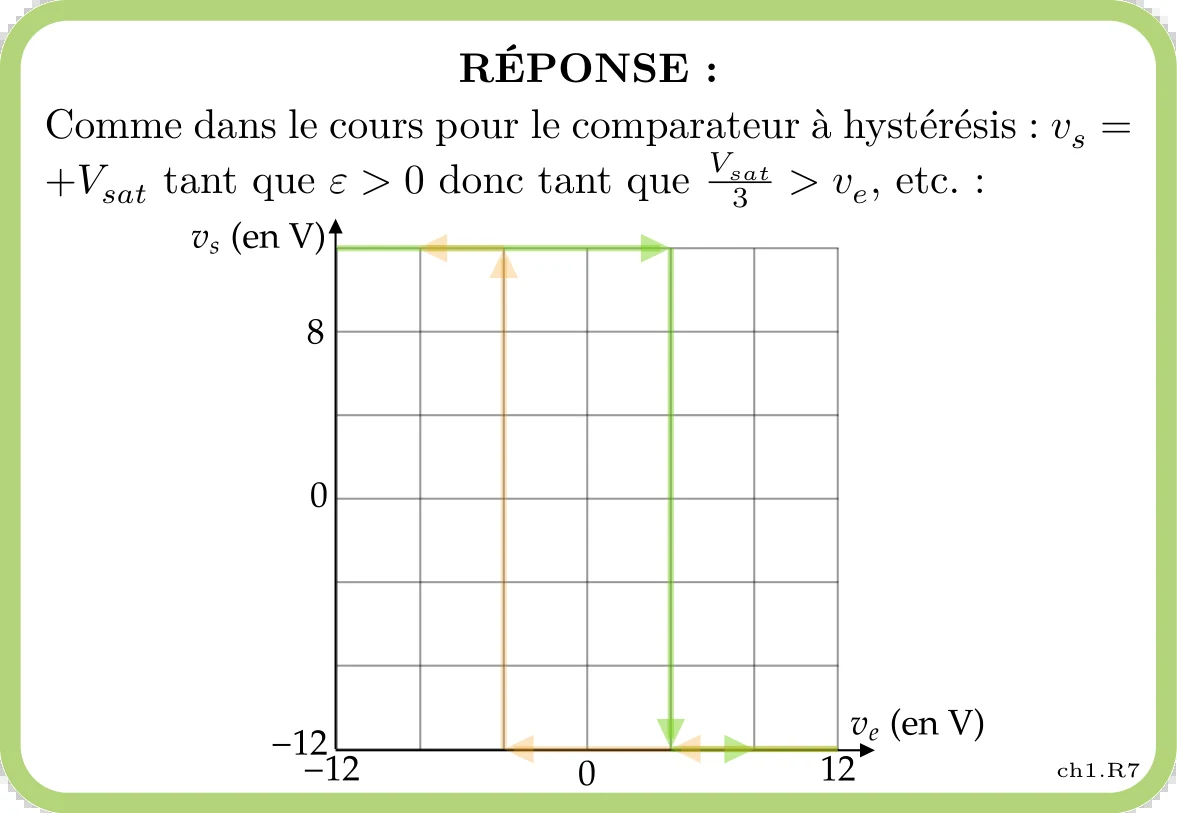 RÉPONSE :
Comme dans le cours pour le comparateur à hystérésis : $v_s =$
$+V_{sat}$ tant que $\varepsilon > 0$ donc tant que $\frac{V_{sat}}{3} > v_e$, etc. :
$v_s$ (en V)
8
0
−12
−12
0
12
$v_e$ (en V)
ch1.R7